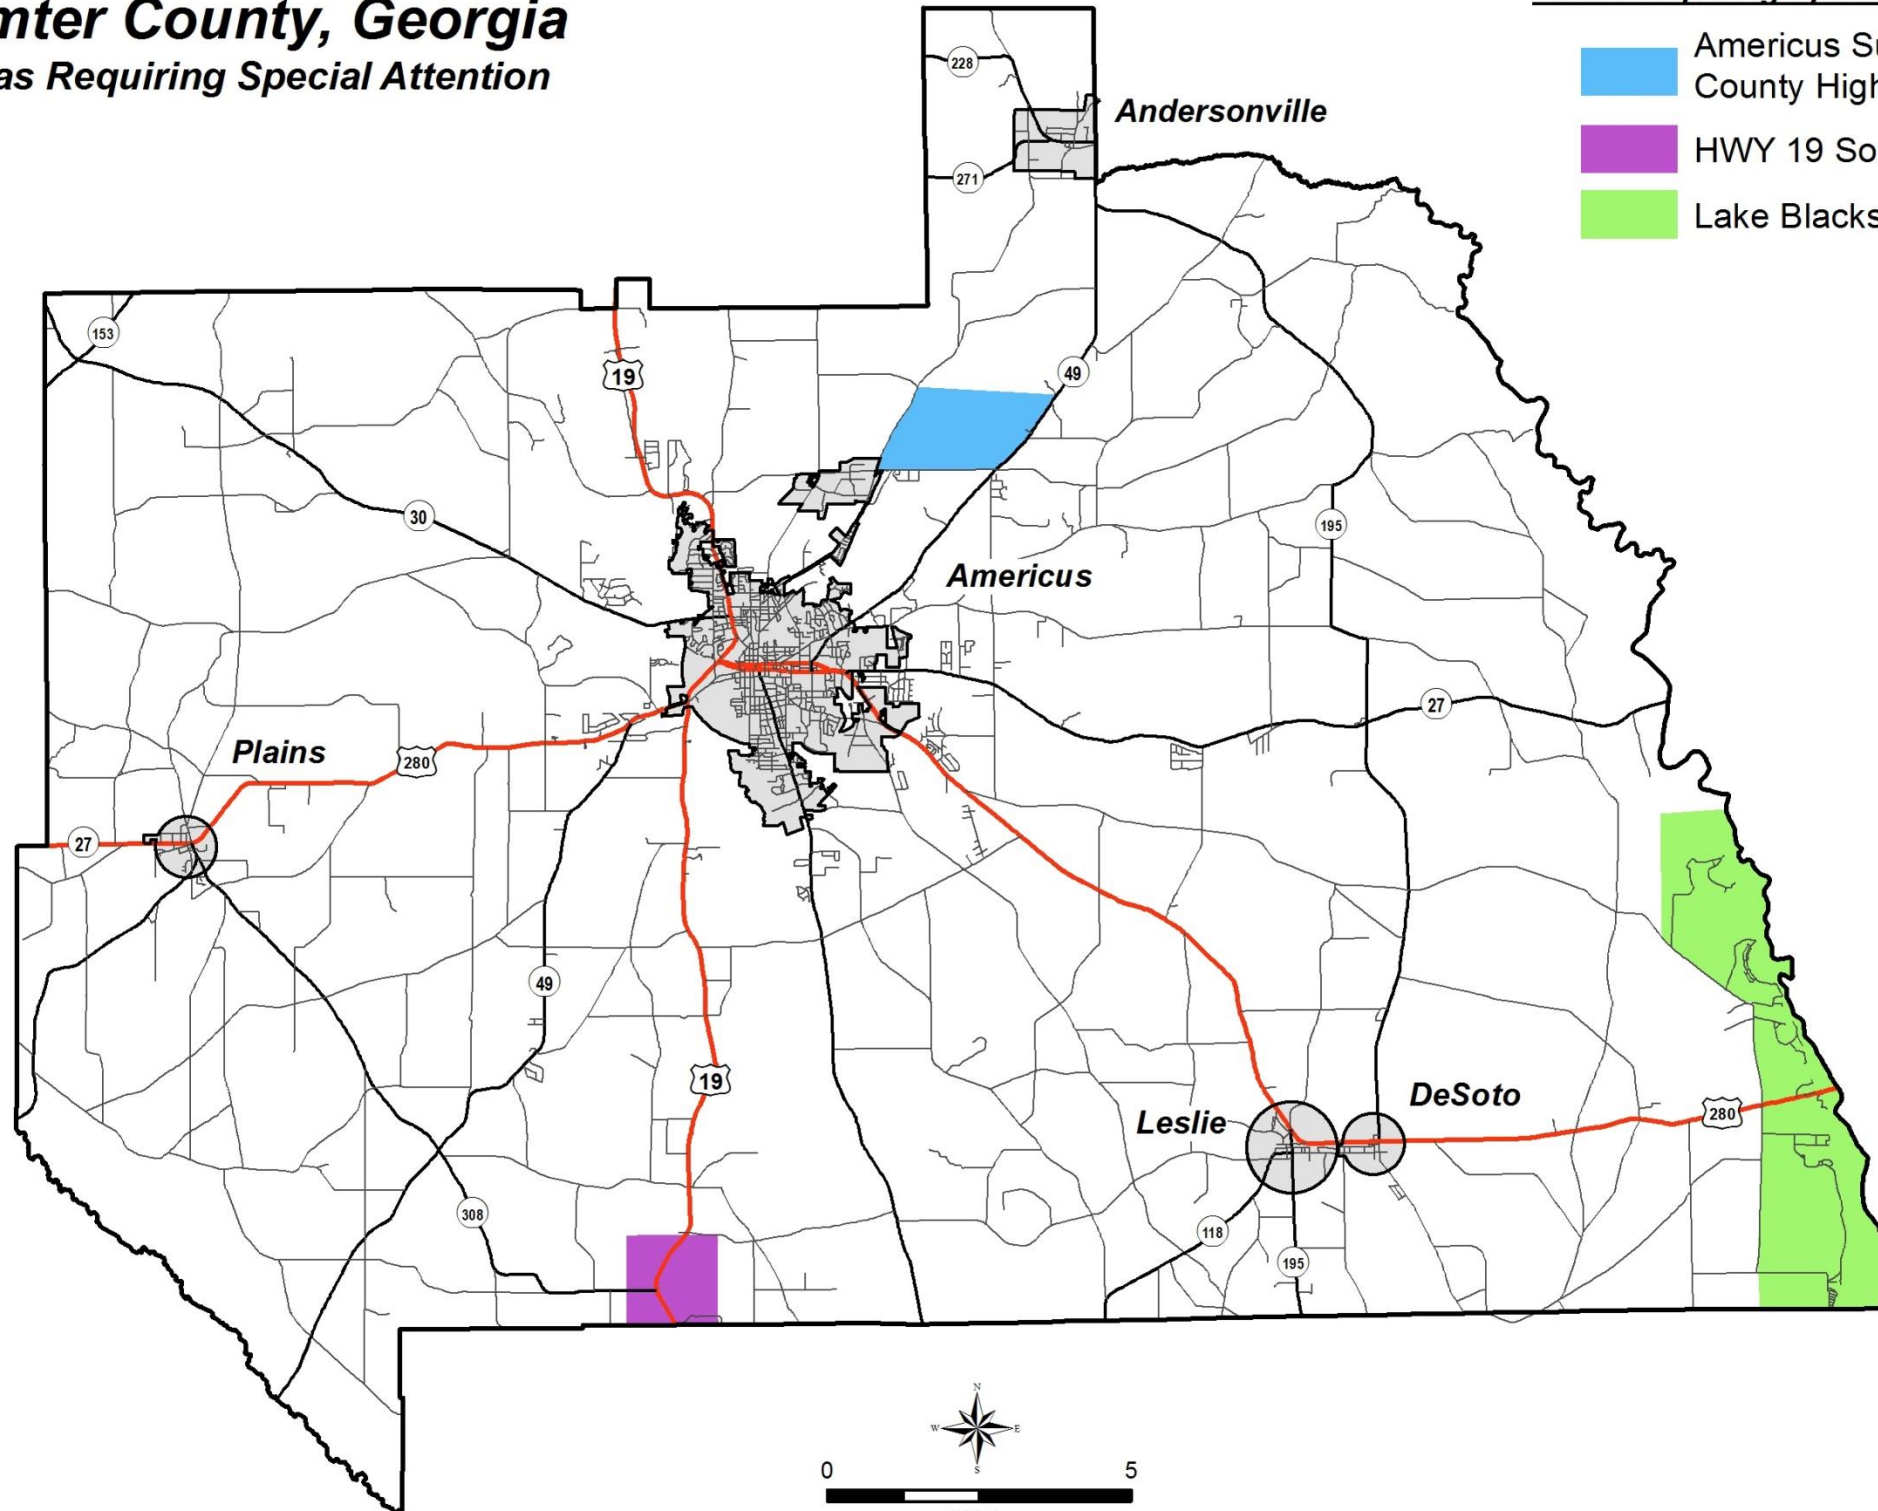 mter County, Georgia
as Requiring Special Attention
Americus Su
County High
HWY 19 So
Lake Blacks
228
Andersonville
271
153
19
49
30
195
Americus
27
Plains
280
27
49
19
DeSoto
Leslie
280
308
118
195
N
W E
S
0 5